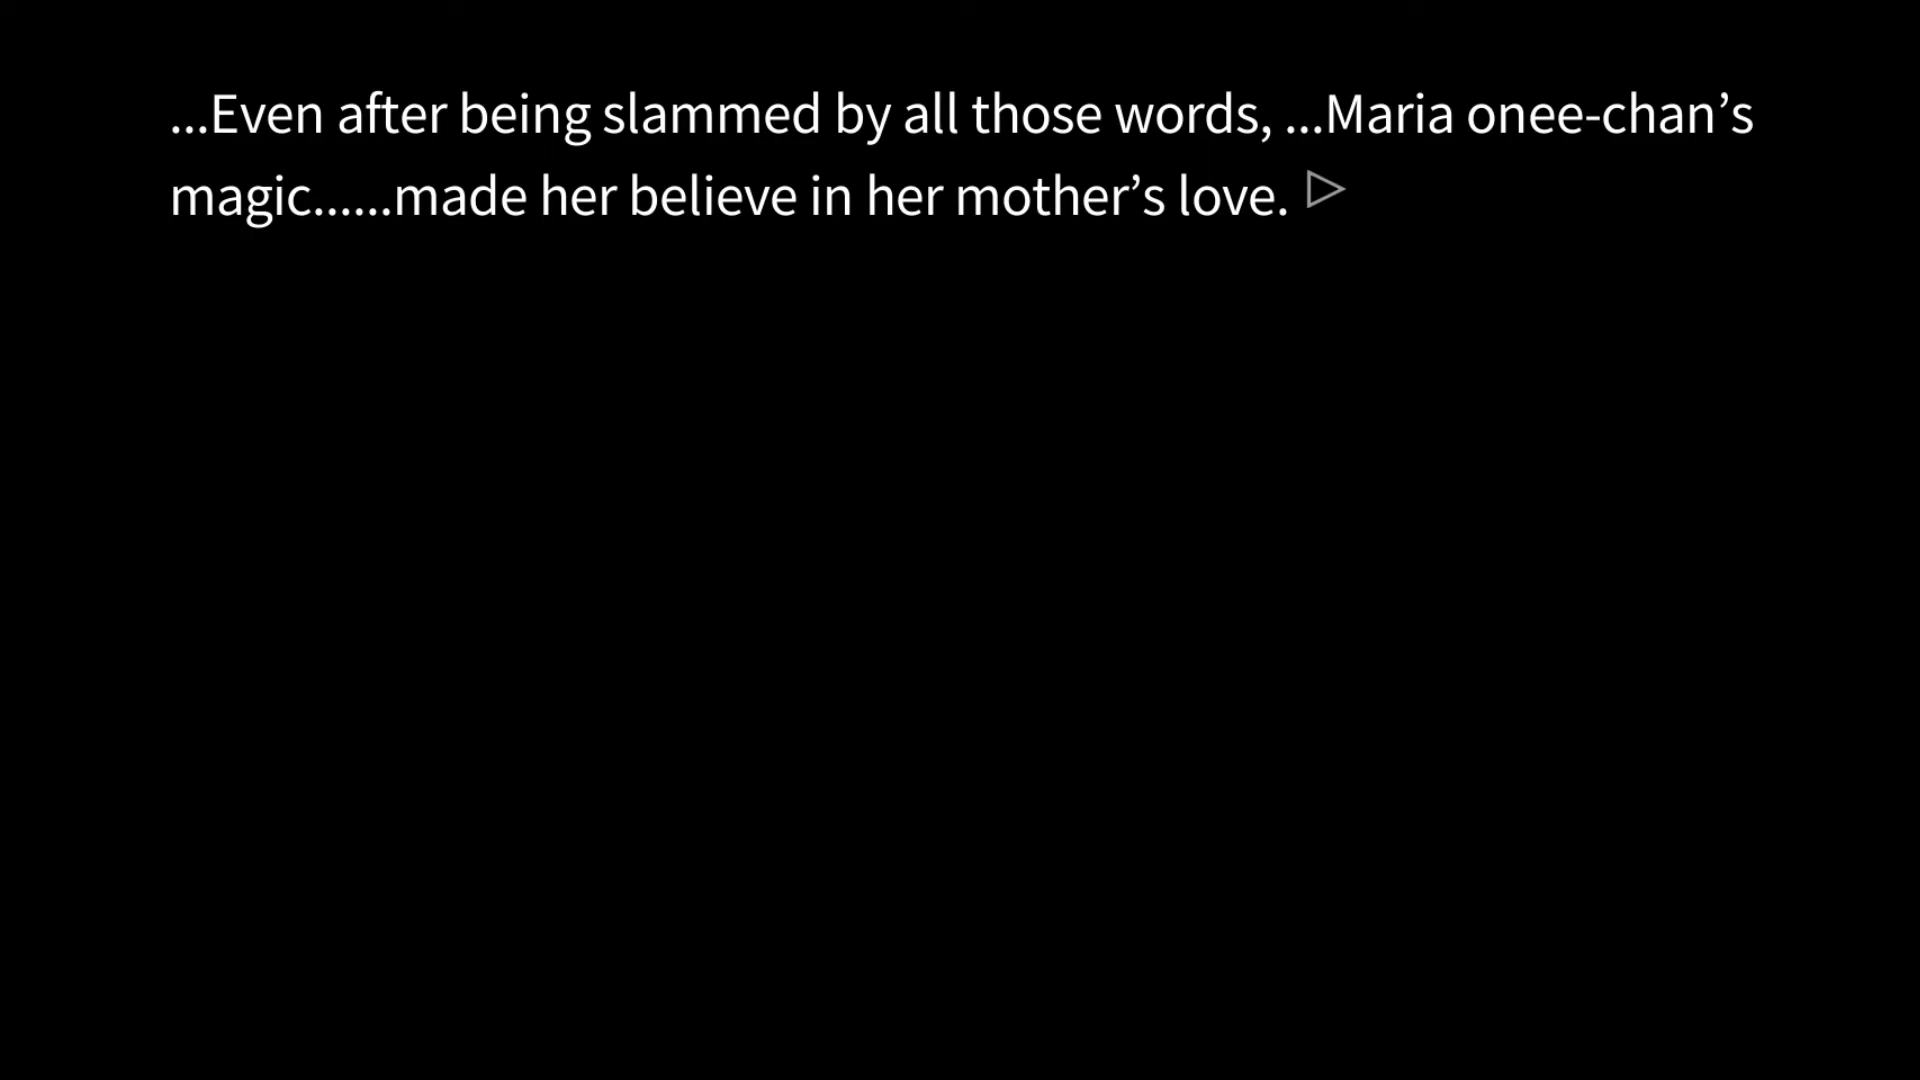 ...Even after being slammed by all those words, ...Maria onee-chan’s
magic......made her believe in her mother’s love.